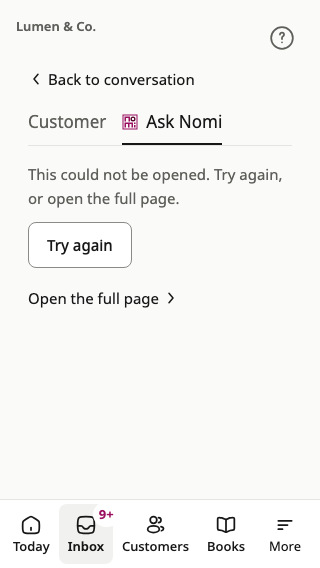 Lumen & Co.
Back to conversation
Customer
Ask Nomi
This could not be opened. Try again,
or open the full page.
Try again
Open the full page
9+
Today
Inbox
Customers
Books
More